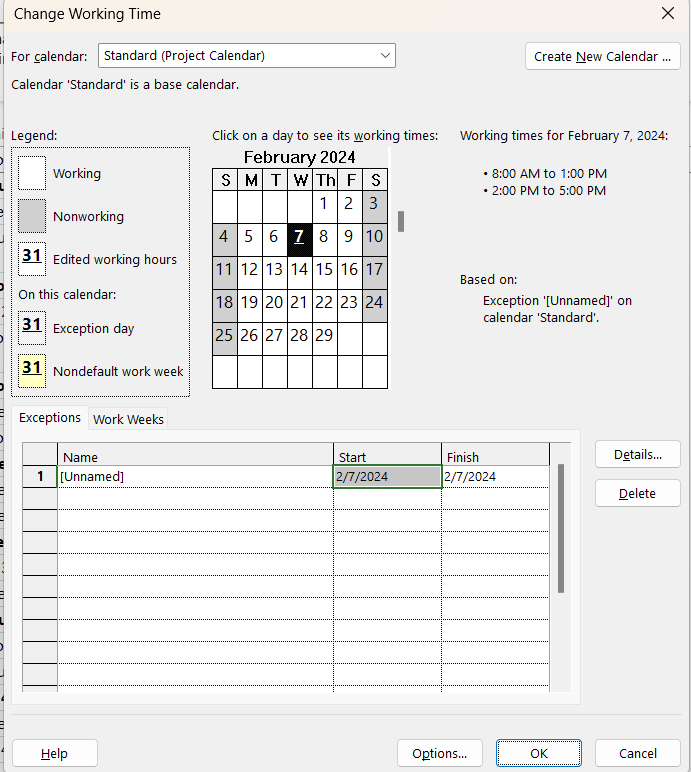 Change Working Time
For calendar: Standard (Project Calendar)
Create New Calendar ...
Calendar 'Standard' is a base calendar.
Legend:
Working
Nonworking
31 Edited working hours
On this calendar:
31 Exception day
31 Nondefault work week
Click on a day to see its working times:
February 2024
S M T W Th F S
1 2 3
4 5 6 7 8 9 10
11 12 13 14 15 16 17
18 19 20 21 22 23 24
25 26 27 28 29
Working times for February 7, 2024:
• 8:00 AM to 1:00 PM
• 2:00 PM to 5:00 PM
Based on:
Exception '[Unnamed]' on
calendar 'Standard'.
Exceptions Work Weeks
Name Start Finish
1 [Unnamed] 2/7/2024 2/7/2024
Details...
Delete
Help Options... OK Cancel